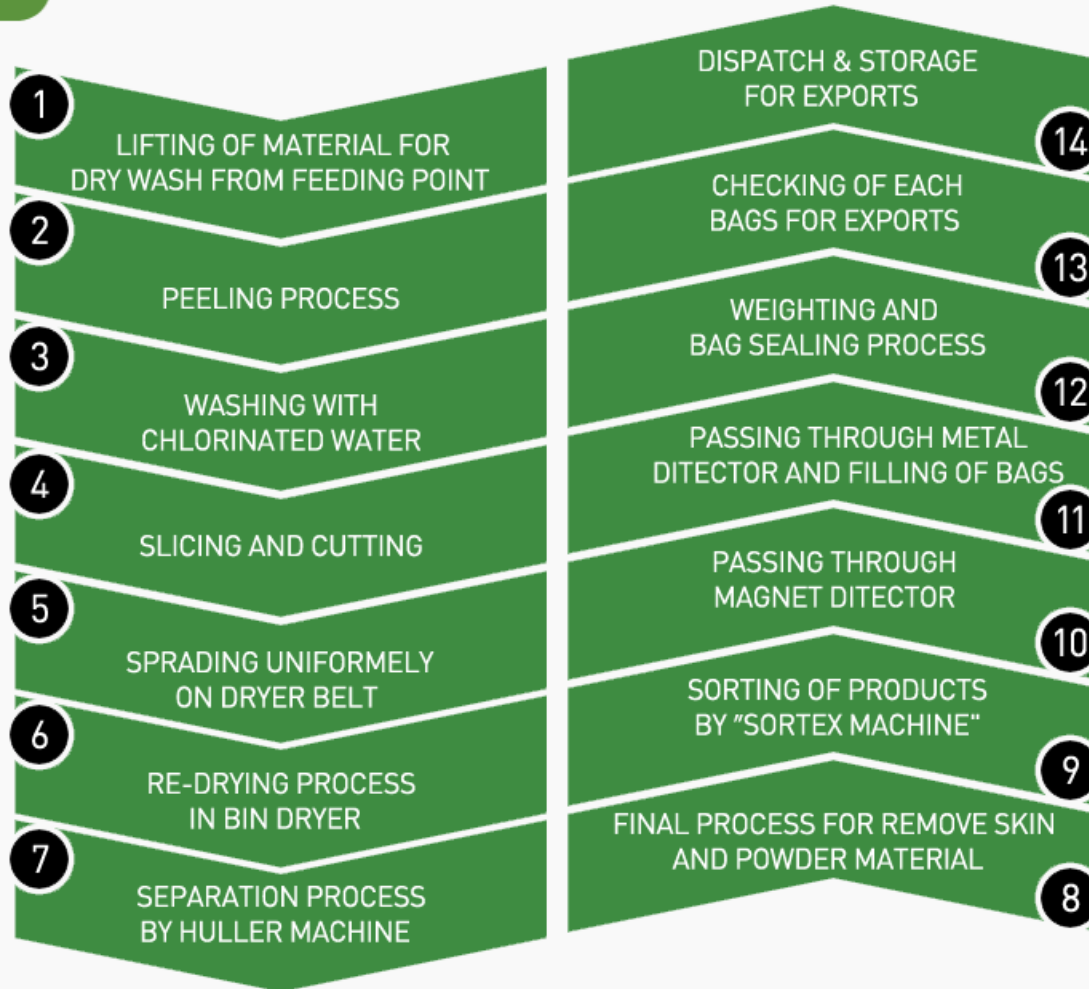 1
LIFTING OF MATERIAL FOR
DRY WASH FROM FEEDING POINT
2
PEELING PROCESS
3
WASHING WITH
CHLORINATED WATER
4
SLICING AND CUTTING
5
SPRADING UNIFORMELY
ON DRYER BELT
6
RE-DRYING PROCESS
IN BIN DRYER
7
SEPARATION PROCESS
BY HULLER MACHINE
DISPATCH & STORAGE
FOR EXPORTS
14
CHECKING OF EACH
BAGS FOR EXPORTS
13
WEIGHTING AND
BAG SEALING PROCESS
12
PASSING THROUGH METAL
DITECTOR AND FILLING OF BAGS
11
PASSING THROUGH
MAGNET DITECTOR
10
SORTING OF PRODUCTS
BY "SORTEX MACHINE"
9
FINAL PROCESS FOR REMOVE SKIN
AND POWDER MATERIAL
8